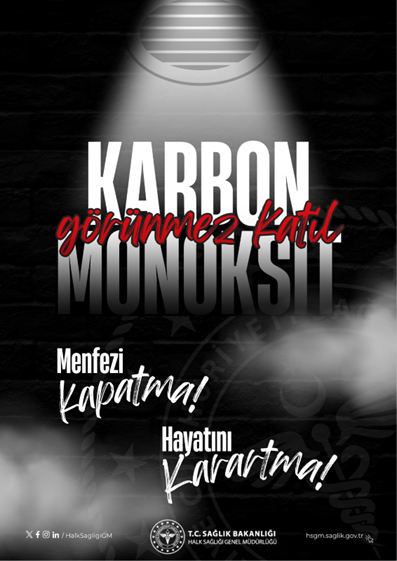 KARBON
görünmez Katil
MONOKSİT
Menfezi
Kapatma!
Hayatını
Karartma!
/ HalkSagligiGM
T.C. SAĞLIK BAKANLIĞI
HALK SAĞLIĞI GENEL MÜDÜRLÜĞÜ
hsgm.saglik.gov.tr